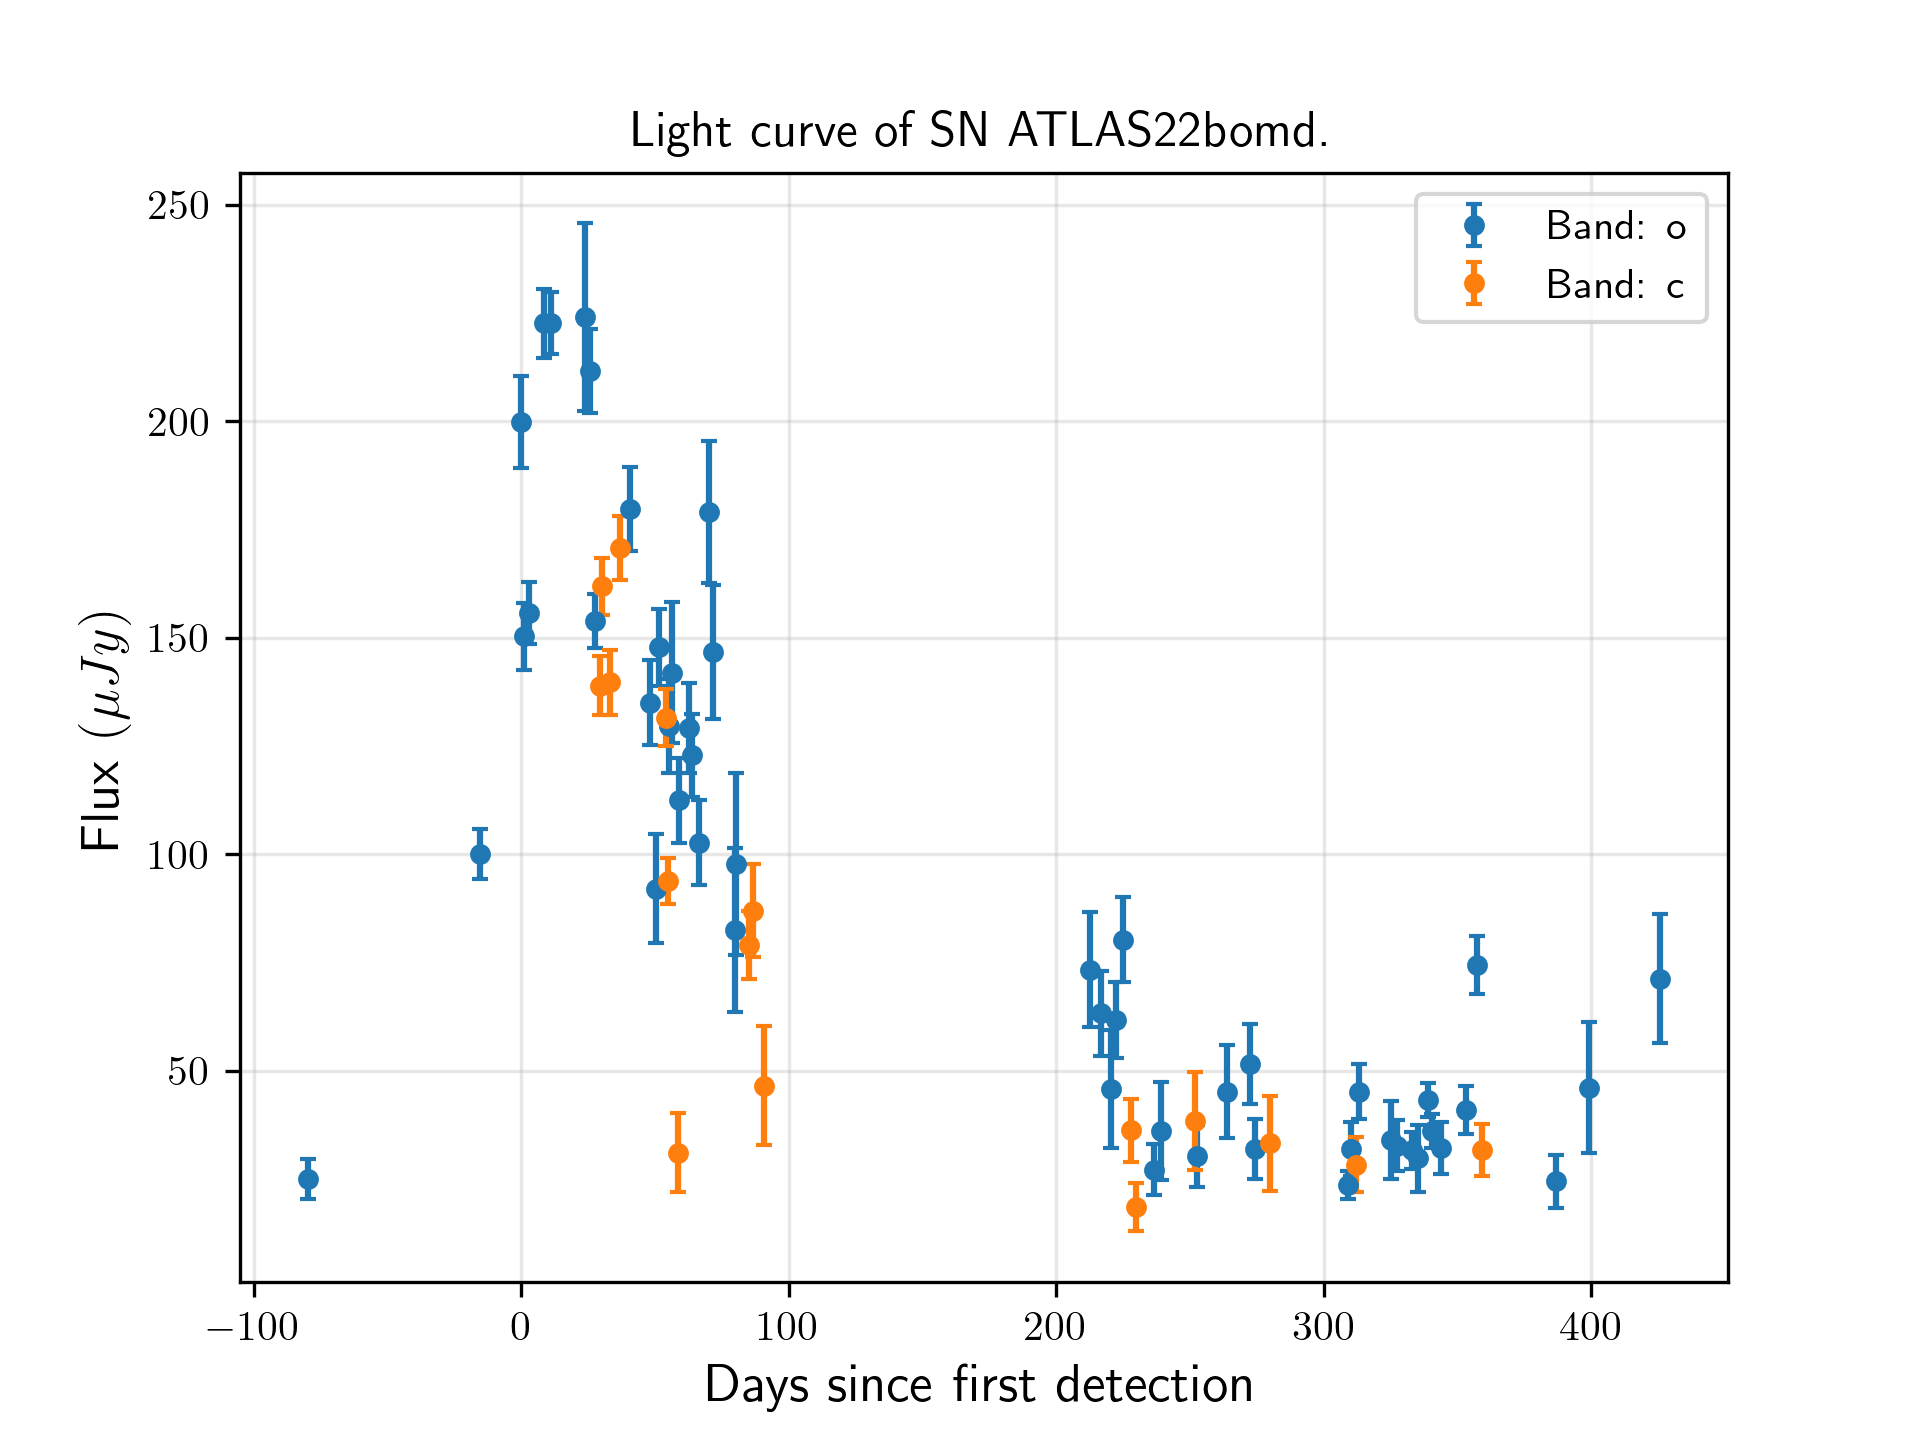 Light curve of SN ATLAS22bomd.
250
200
150
100
50
Flux (μJy)
Band: o
Band: c
−100 0 100 200 300 400
Days since first detection